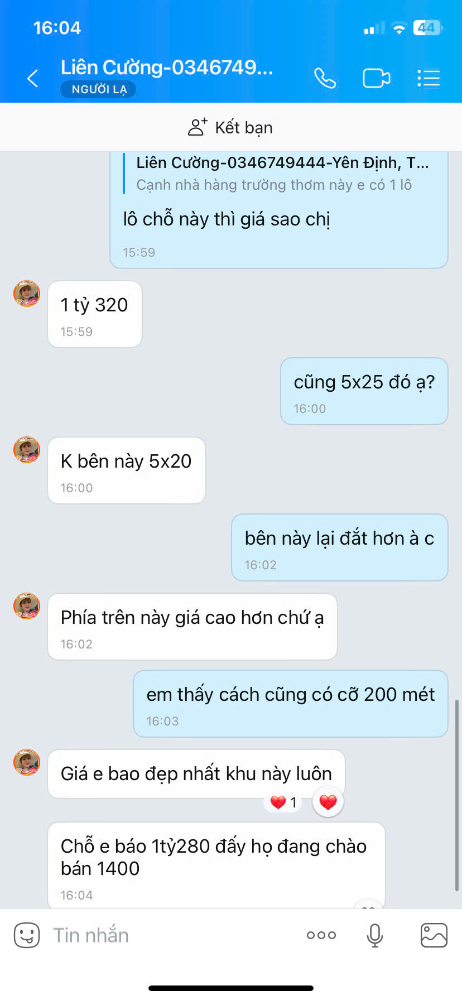 16:04
44
Liên Cường-0346749...
NGƯỜI LẠ
Kết bạn
Liên Cường-0346749444-Yên Định, T...
Cạnh nhà hàng trường thơm này e có 1 lô
lô chỗ này thì giá sao chị
15:59
1 tỷ 320
15:59
cũng 5x25 đó ạ?
16:00
K bên này 5x20
16:00
bên này lại đắt hơn à c
16:02
Phía trên này giá cao hơn chứ ạ
16:02
em thấy cách cũng có cỡ 200 mét
16:03
Giá e bao đẹp nhất khu này luôn
1
Chỗ e báo 1tỷ280 đấy họ đang chào
bán 1400
16:04
Tin nhắn